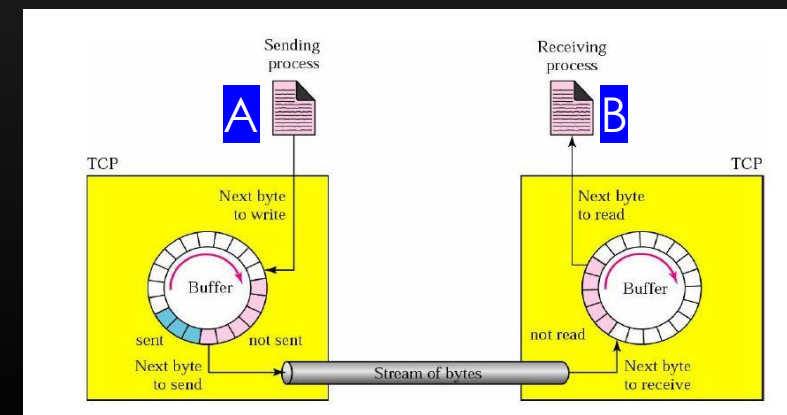 Sending
process
Receiving
process
A
B
TCP
TCP
Next byte
to write
Next byte
to read
Buffer
Buffer
sent
not sent
not read
Next byte
to send
Stream of bytes
Next byte
to receive